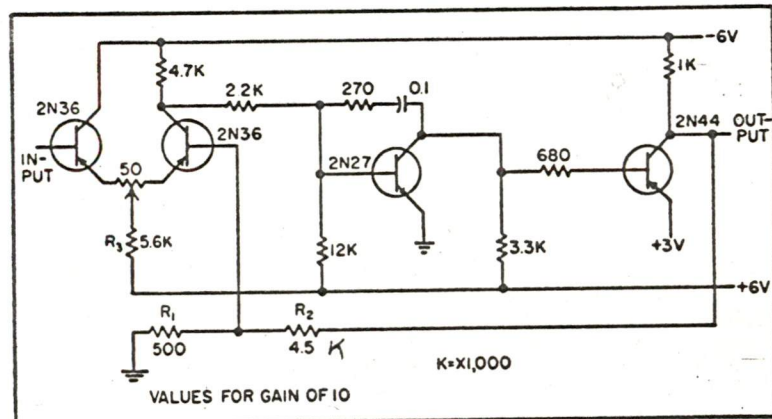 -6V
4.7K
1K
2.2K
270
0.1
2N36
2N36
2N44
OUT-
PUT
IN-
PUT
50
2N27
680
R3
5.6K
12K
3.3K
+3V
+6V
R1
500
R2
4.5 K
K=X1,000
VALUES FOR GAIN OF 10